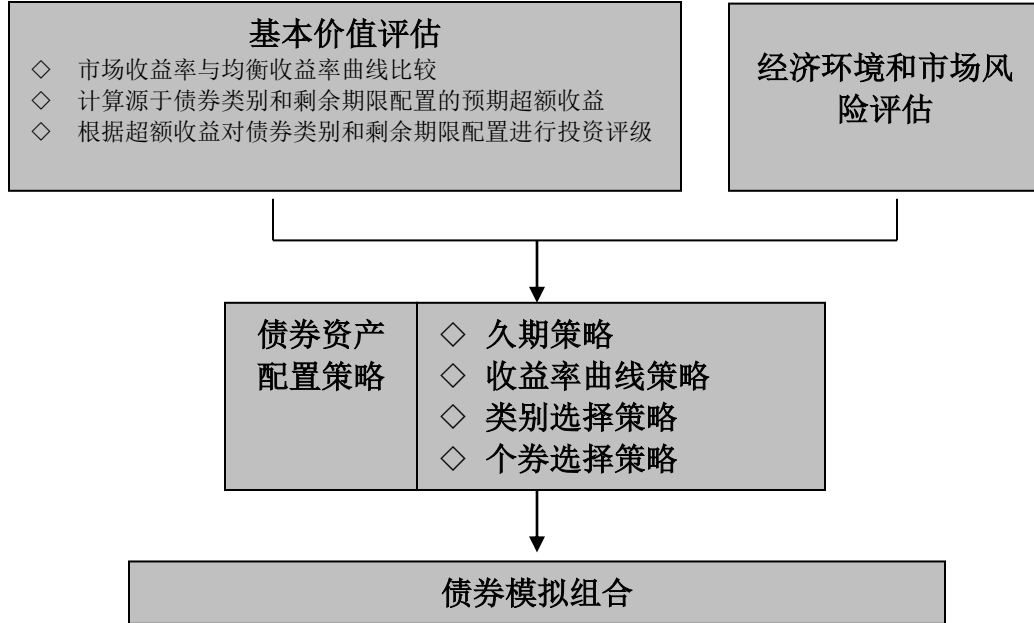 基本价值评估
◇ 市场收益率与均衡收益率曲线比较
◇ 计算源于债券类别和剩余期限配置的预期超额收益
◇ 根据超额收益对债券类别和剩余期限配置进行投资评级
经济环境和市场风
险评估
债券资产
配置策略
◇ 久期策略
◇ 收益率曲线策略
◇ 类别选择策略
◇ 个券选择策略
债券模拟组合